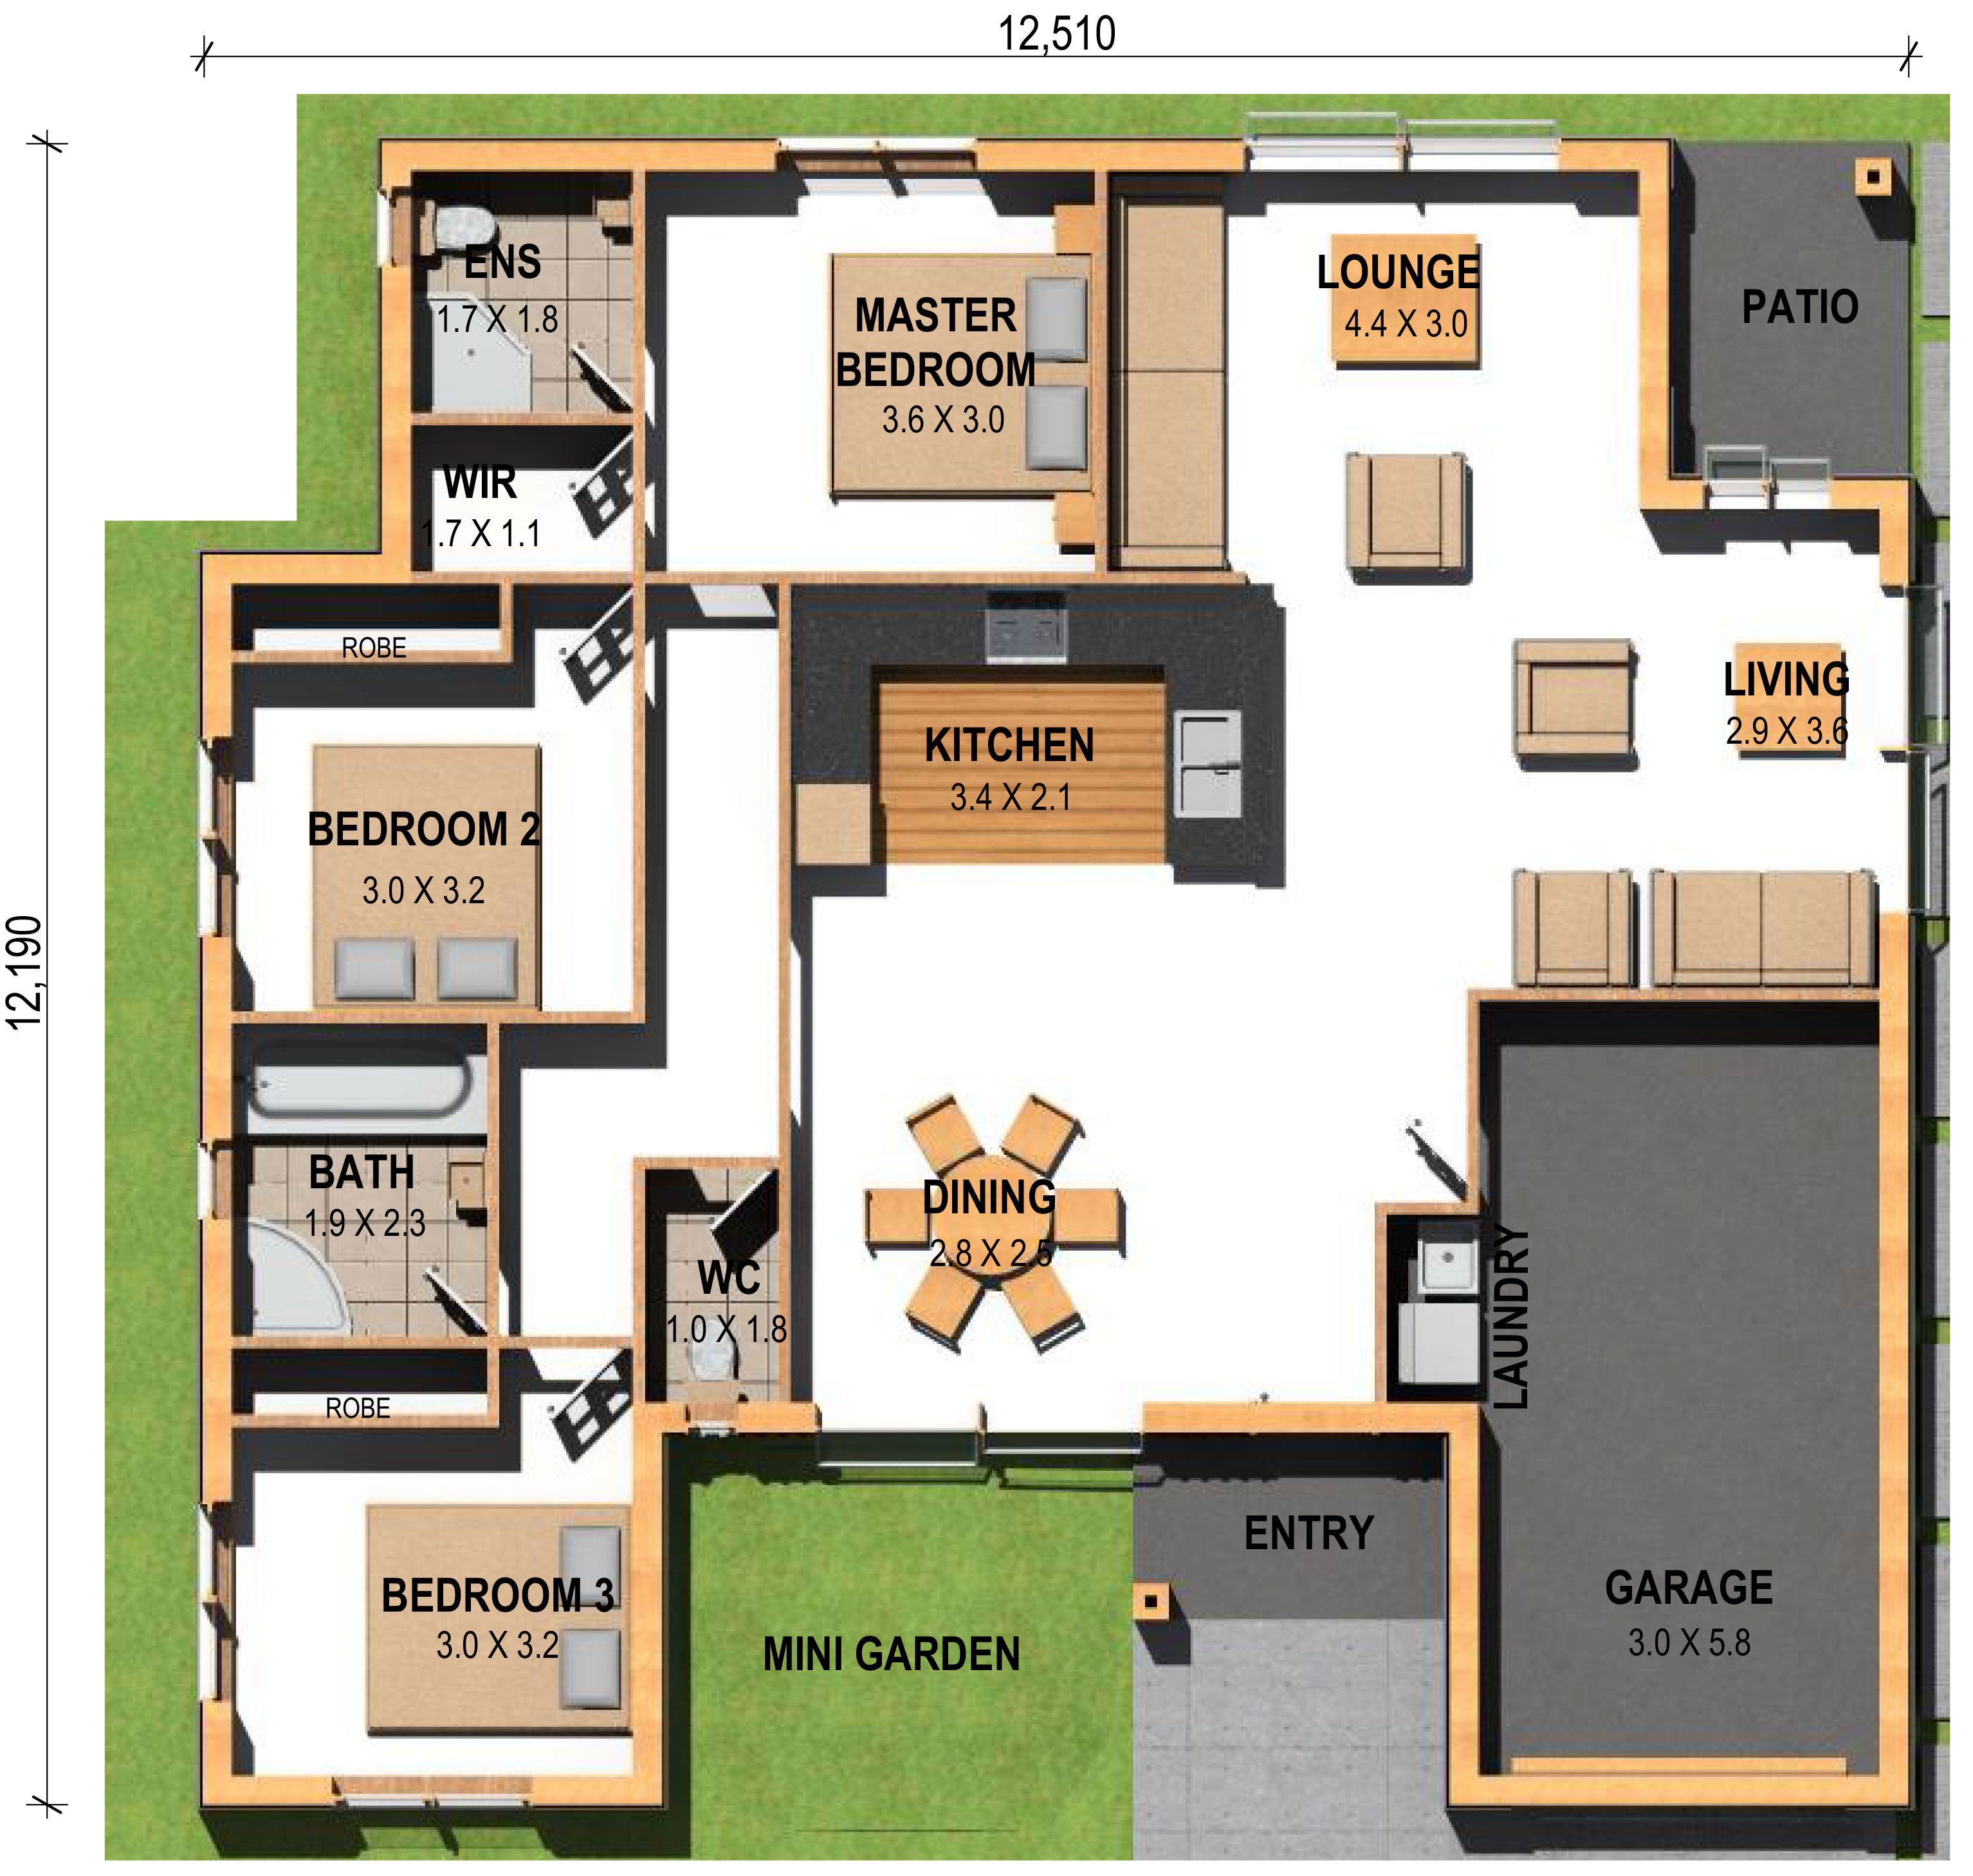 12,510
12,190
ENS
1.7 X 1.8
MASTER
BEDROOM
3.6 X 3.0
LOUNGE
4.4 X 3.0
PATIO
WIR
1.7 X 1.1
ROBE
LIVING
2.9 X 3.6
KITCHEN
3.4 X 2.1
BEDROOM 2
3.0 X 3.2
BATH
1.9 X 2.3
DINING
2.8 X 2.5
WC
1.0 X 1.8
LAUNDRY
ROBE
ENTRY
BEDROOM 3
3.0 X 3.2
MINI GARDEN
GARAGE
3.0 X 5.8